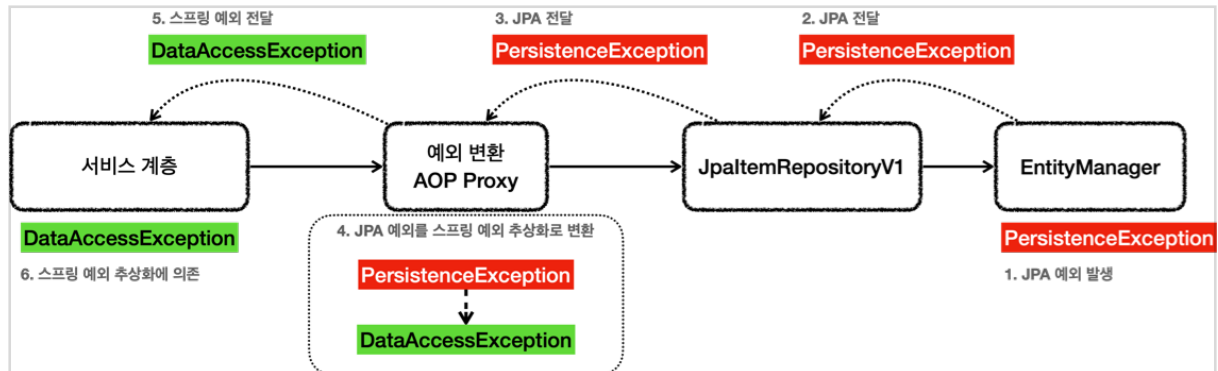 5. 스프링 예외 전달
DataAccessException
3. JPA 전달
PersistenceException
2. JPA 전달
PersistenceException
서비스 계층
예외 변환
AOP Proxy
JpaItemRepositoryV1
EntityManager
DataAccessException
6. 스프링 예외 추상화에 의존
4. JPA 예외를 스프링 예외 추상화로 변환
PersistenceException
DataAccessException
PersistenceException
1. JPA 예외 발생